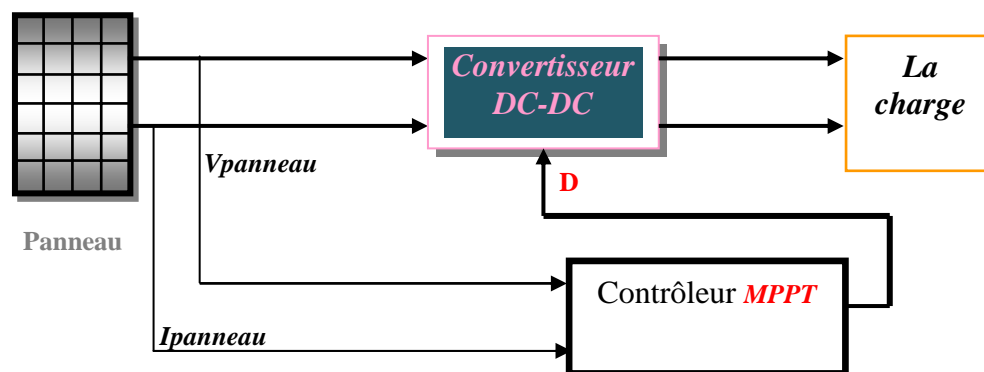 Convertisseur
DC-DC
La
charge
Vpanneau
D
Panneau
Contrôleur MPPT
Ipanneau